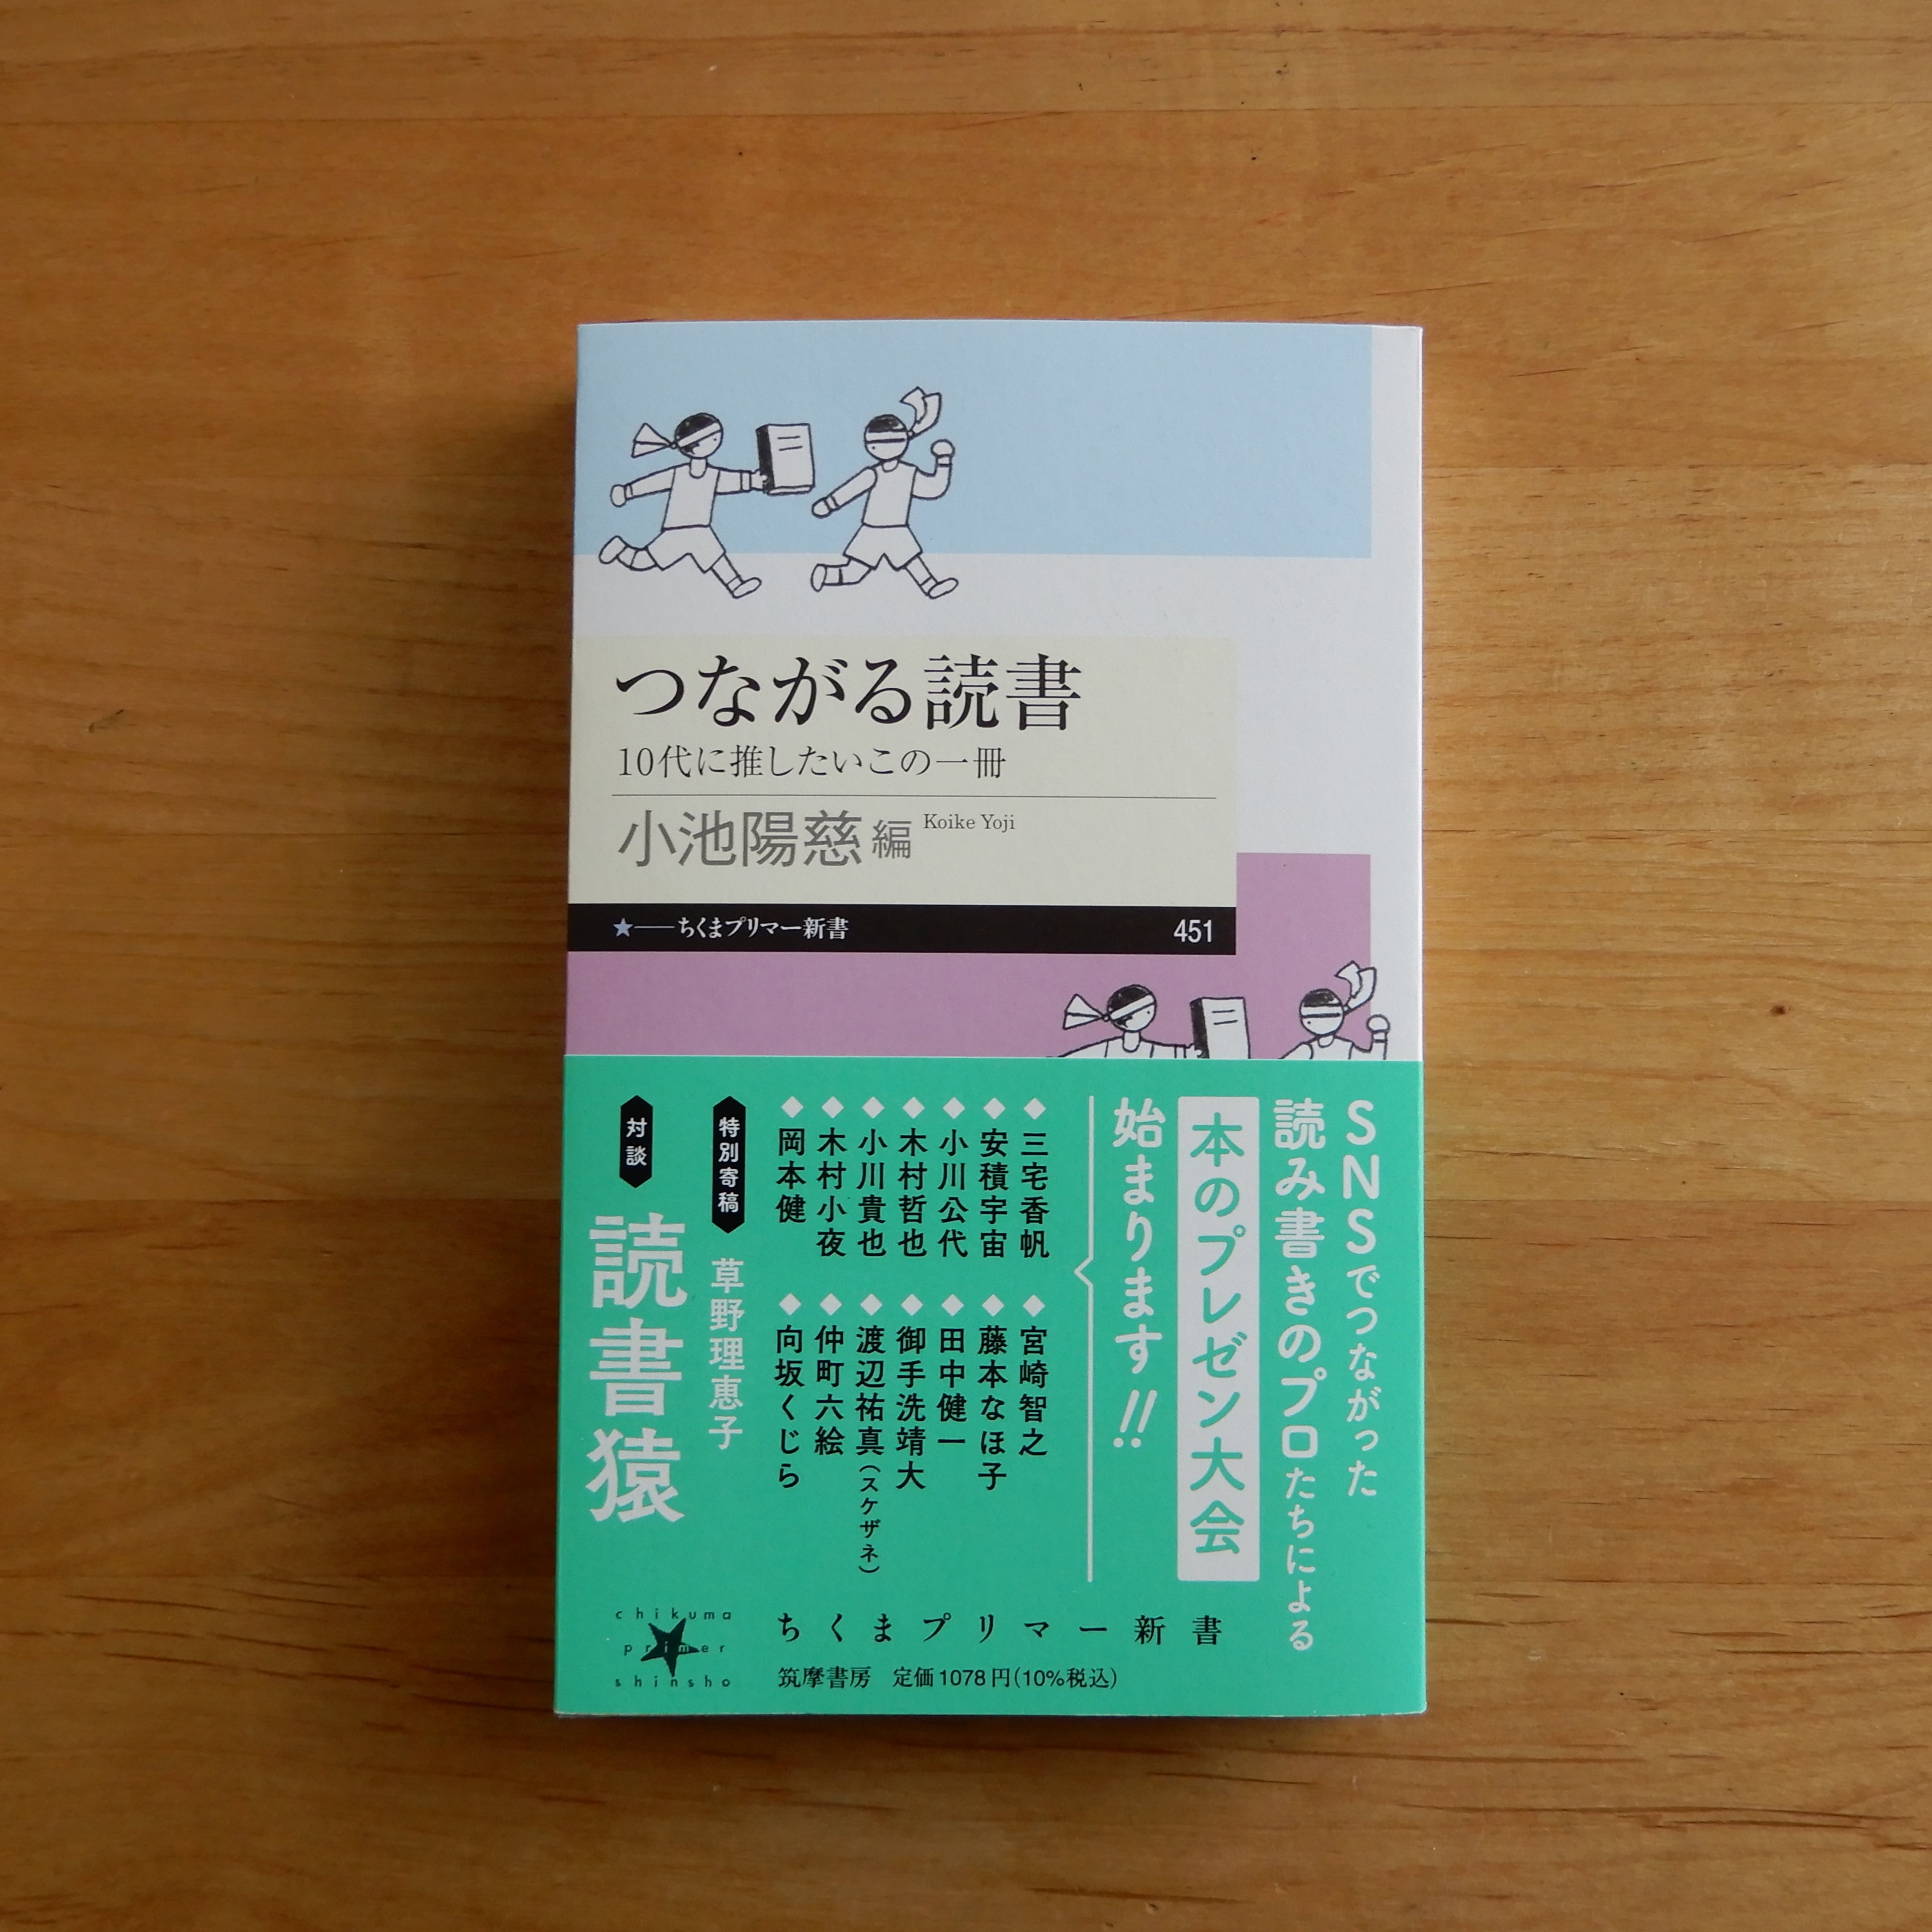 つながる読書
10代に推したいこの一冊
小池陽慈 編 Koike Yoji
★——ちくまプリマー新書 451
SNSでつながった
読み書きのプロたちによる
本のプレゼン大会
始まります!!
◆三宅香帆 ◆宮崎智之
◆安積宇宙 ◆藤本なほ子
◆小川公代 ◆田中健一
◆木村哲也 ◆御手洗靖大
◆小川貴也 ◆渡辺祐真(スケザネ)
◆木村小夜 ◆仲町六絵
◆岡本健 ◆向坂くじら
特別寄稿 草野理恵子
対談 読書猿
chikuma
primer
shinsho
ちくまプリマー新書
筑摩書房 定価1078円(10%税込)